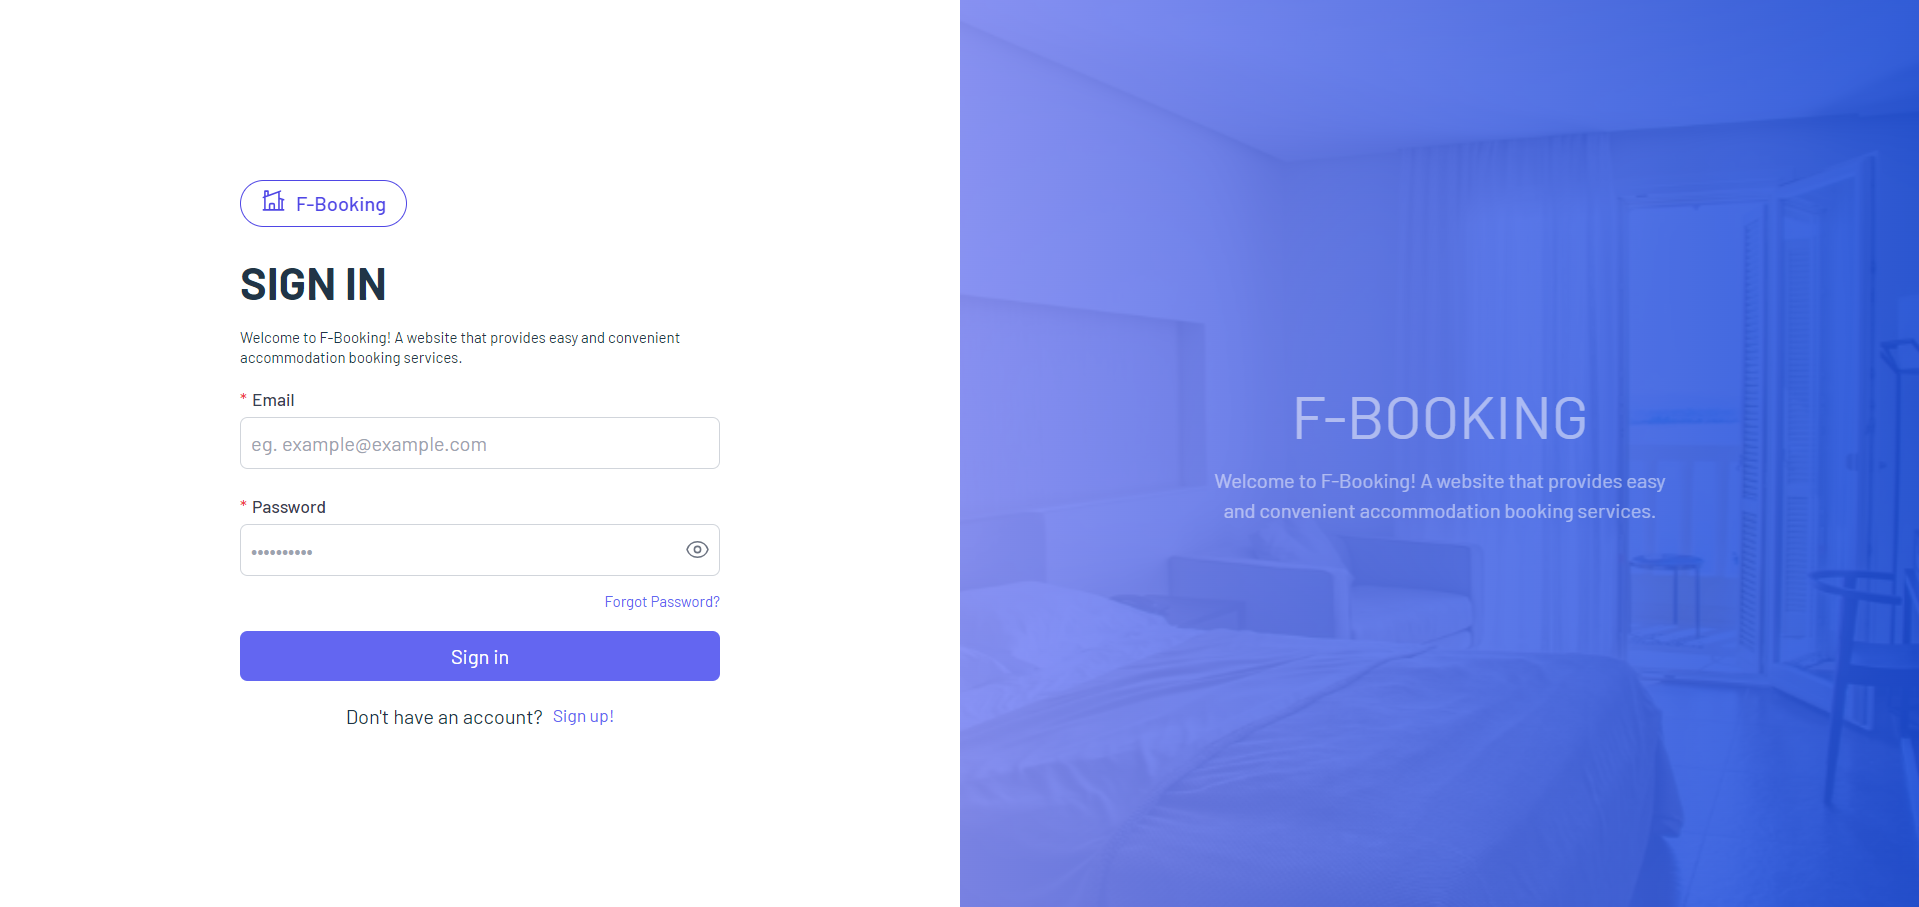 F-Booking
SIGN IN
Welcome to F-Booking! A website that provides easy and convenient
accommodation booking services.
* Email
eg. example@example.com
* Password
••••••••••
Forgot Password?
Sign in
Don't have an account? Sign up!
F-BOOKING
Welcome to F-Booking! A website that provides easy
and convenient accommodation booking services.